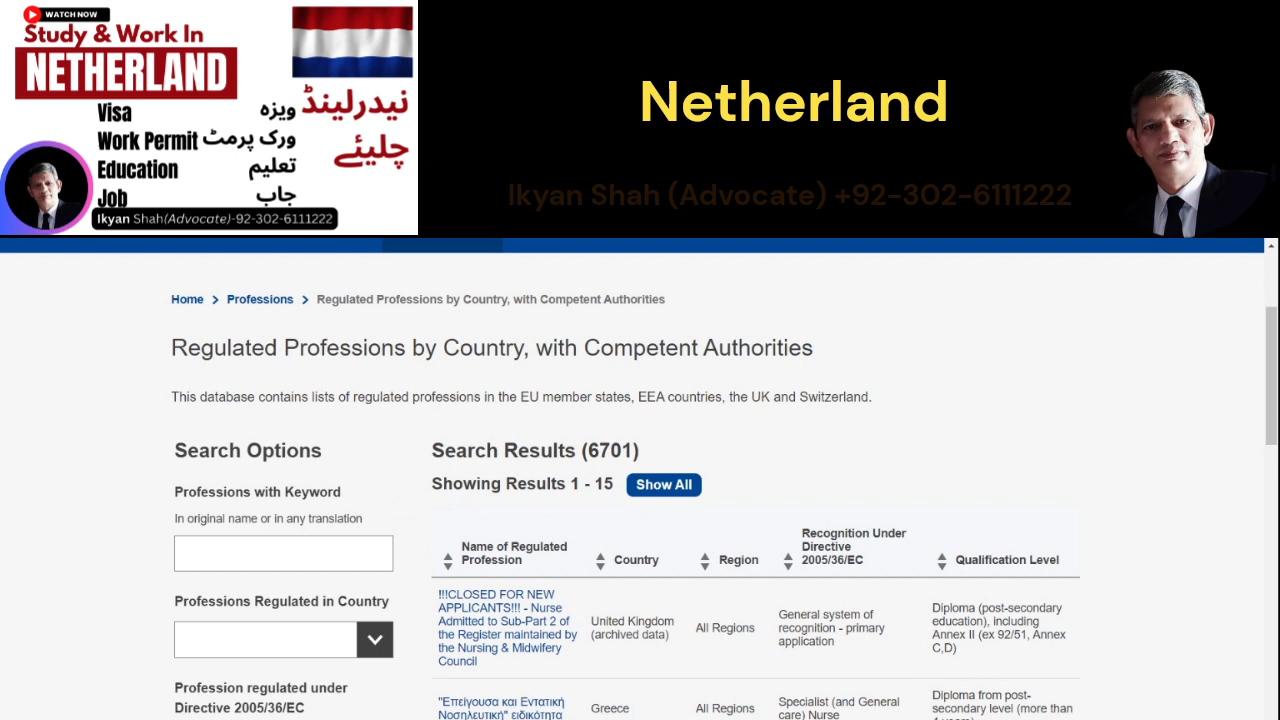 WATCH NOW
Study & Work In
NETHERLAND
نیدرلینڈ
چلیئے
Visa
ویزہ
Work Permit
ورک پرمٹ
Education
تعلیم
Job
جاب
Ikyan Shah(Advocate)-92-302-6111222
Netherland
Ikyan Shah (Advocate) +92-302-6111222
Home > Professions > Regulated Professions by Country, with Competent Authorities
Regulated Professions by Country, with Competent Authorities
This database contains lists of regulated professions in the EU member states, EEA countries, the UK and Switzerland.
Search Options
Professions with Keyword
In original name or in any translation
Professions Regulated in Country
Profession regulated under
Directive 2005/36/EC
Search Results (6701)
Showing Results 1 - 15 Show All
Name of Regulated
Profession
Country
Region
Recognition Under
Directive
2005/36/EC
Qualification Level
!!!CLOSED FOR NEW
APPLICANTS!!! - Nurse
Admitted to Sub-Part 2 of
the Register maintained by
the Nursing & Midwifery
Council
United Kingdom
(archived data)
All Regions
General system of
recognition - primary
application
Diploma (post-secondary
education), including
Annex II (ex 92/51, Annex
C,D)
"Επείγουσα και Εντατική
Νοσηλευτική" ειδικότητα
Greece
All Regions
Specialist (and General
care) Nurse
Diploma from post-
secondary level (more than